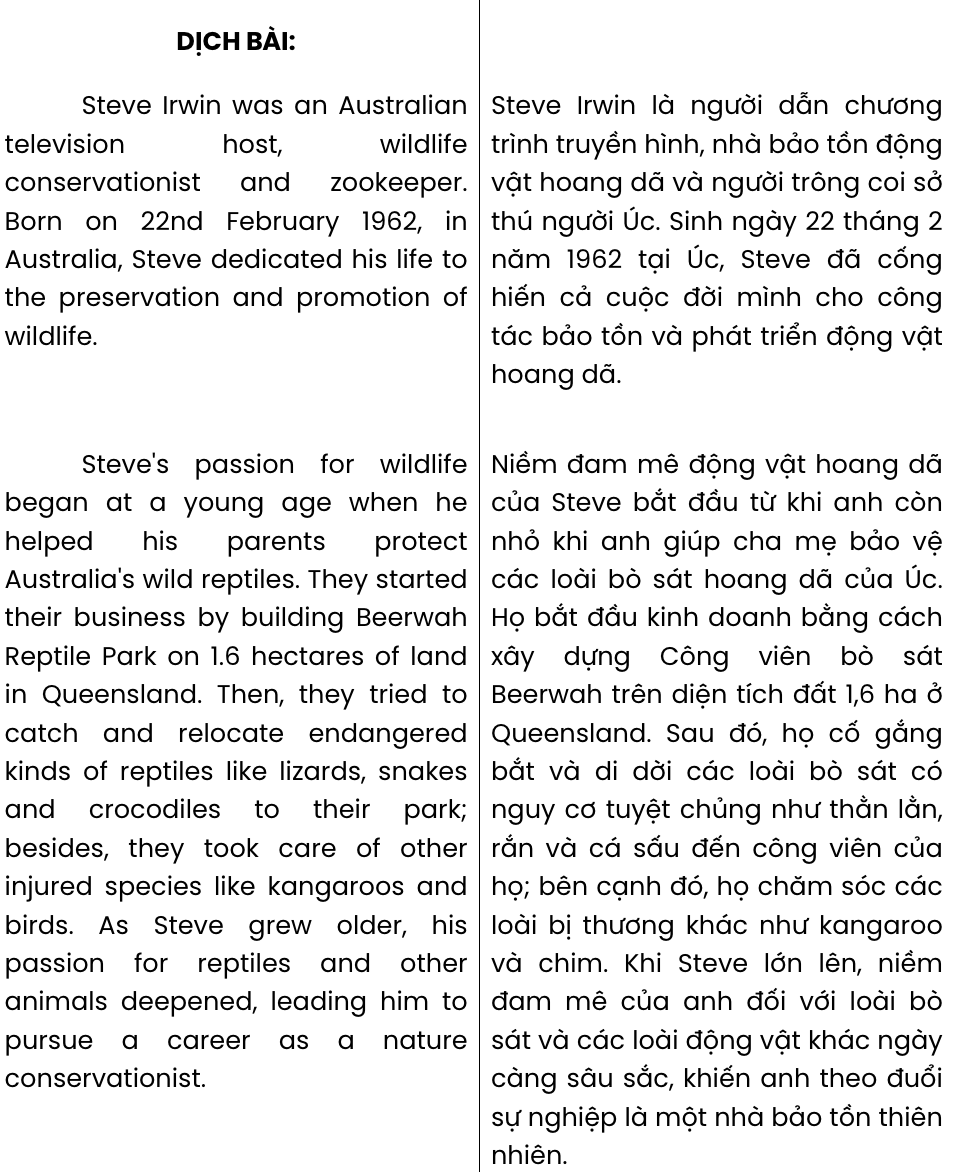 DỊCH BÀI:
Steve Irwin was an Australian
television host, wildlife
conservationist and zookeeper.
Born on 22nd February 1962, in
Australia, Steve dedicated his life to
the preservation and promotion of
wildlife.
Steve's passion for wildlife
began at a young age when he
helped his parents protect
Australia's wild reptiles. They started
their business by building Beerwah
Reptile Park on 1.6 hectares of land
in Queensland. Then, they tried to
catch and relocate endangered
kinds of reptiles like lizards, snakes
and crocodiles to their park;
besides, they took care of other
injured species like kangaroos and
birds. As Steve grew older, his
passion for reptiles and other
animals deepened, leading him to
pursue a career as a nature
conservationist.
Steve Irwin là người dẫn chương
trình truyền hình, nhà bảo tồn động
vật hoang dã và người trông coi sở
thú người Úc. Sinh ngày 22 tháng 2
năm 1962 tại Úc, Steve đã cống
hiến cả cuộc đời mình cho công
tác bảo tồn và phát triển động vật
hoang dã.
Niềm đam mê động vật hoang dã
của Steve bắt đầu từ khi anh còn
nhỏ khi anh giúp cha mẹ bảo vệ
các loài bò sát hoang dã của Úc.
Họ bắt đầu kinh doanh bằng cách
xây dựng Công viên bò sát
Beerwah trên diện tích đất 1,6 ha ở
Queensland. Sau đó, họ cố gắng
bắt và di dời các loài bò sát có
nguy cơ tuyệt chủng như thằn lằn,
rắn và cá sấu đến công viên của
họ; bên cạnh đó, họ chăm sóc các
loài bị thương khác như kangaroo
và chim. Khi Steve lớn lên, niềm
đam mê của anh đối với loài bò
sát và các loài động vật khác ngày
càng sâu sắc, khiến anh theo đuổi
sự nghiệp là một nhà bảo tồn thiên
nhiên.